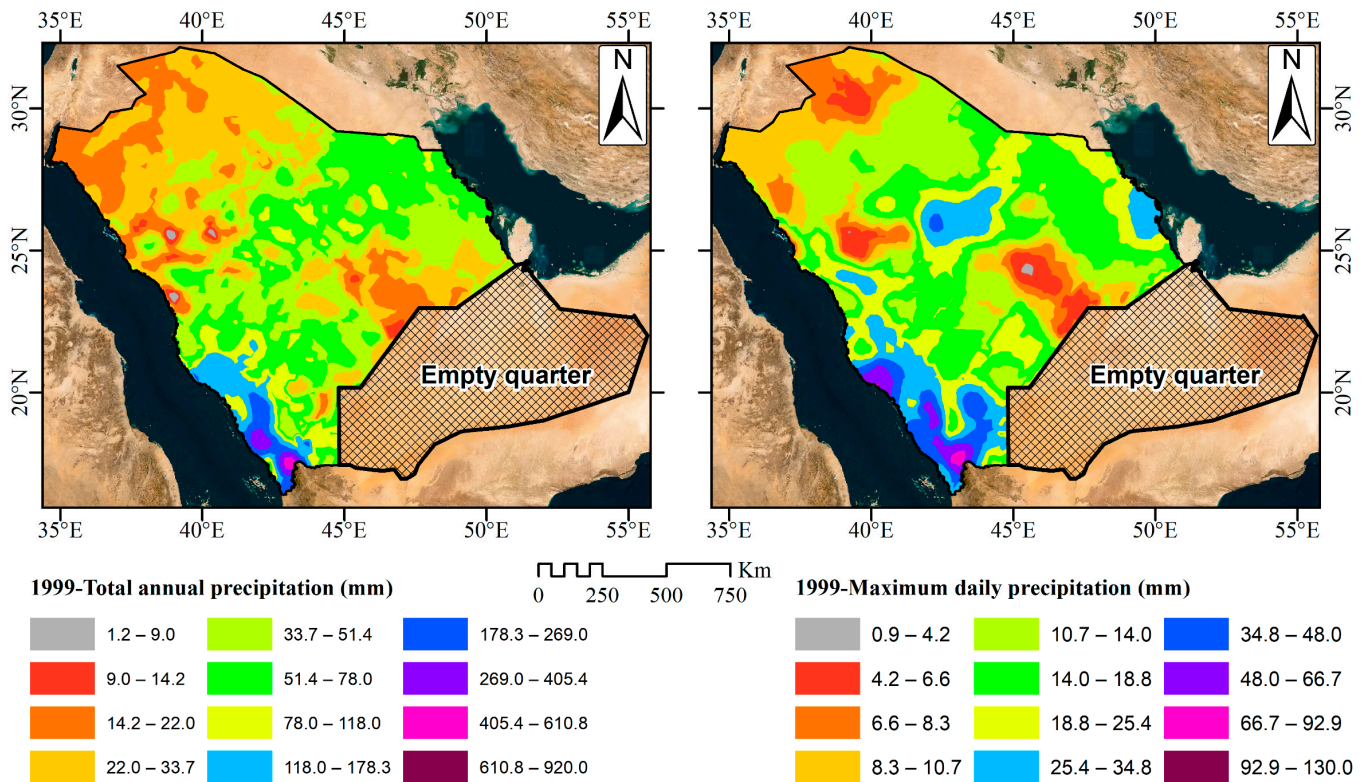 35°E 40°E 45°E 50°E 55°E
35°E 40°E 45°E 50°E 55°E
N
N
30°N
25°N
20°N
30°N
25°N
20°N
Empty quarter
Empty quarter
35°E 40°E 45°E 50°E 55°E
35°E 40°E 45°E 50°E 55°E
Km
0 250 500 750
1999-Total annual precipitation (mm)
1.2 – 9.0
9.0 – 14.2
14.2 – 22.0
22.0 – 33.7
33.7 – 51.4
51.4 – 78.0
78.0 – 118.0
118.0 – 178.3
178.3 – 269.0
269.0 – 405.4
405.4 – 610.8
610.8 – 920.0
1999-Maximum daily precipitation (mm)
0.9 – 4.2
4.2 – 6.6
6.6 – 8.3
8.3 – 10.7
10.7 – 14.0
14.0 – 18.8
18.8 – 25.4
25.4 – 34.8
34.8 – 48.0
48.0 – 66.7
66.7 – 92.9
92.9 – 130.0